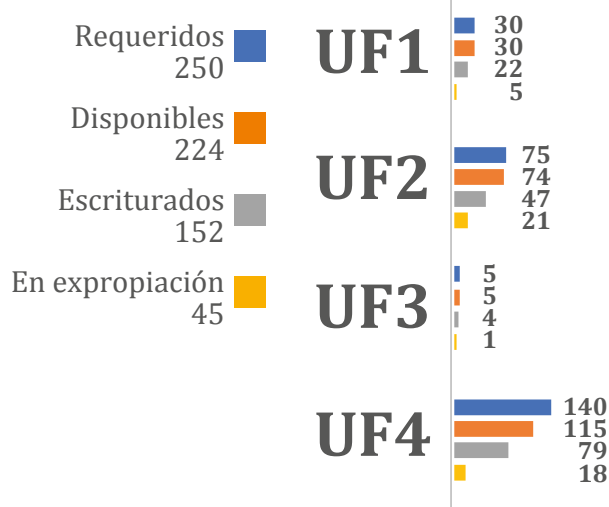 Requeridos
250
Disponibles
224
Escriturados
152
En expropiación
45
UF1
30
30
22
5
UF2
75
74
47
21
UF3
5
5
4
1
UF4
140
115
79
18